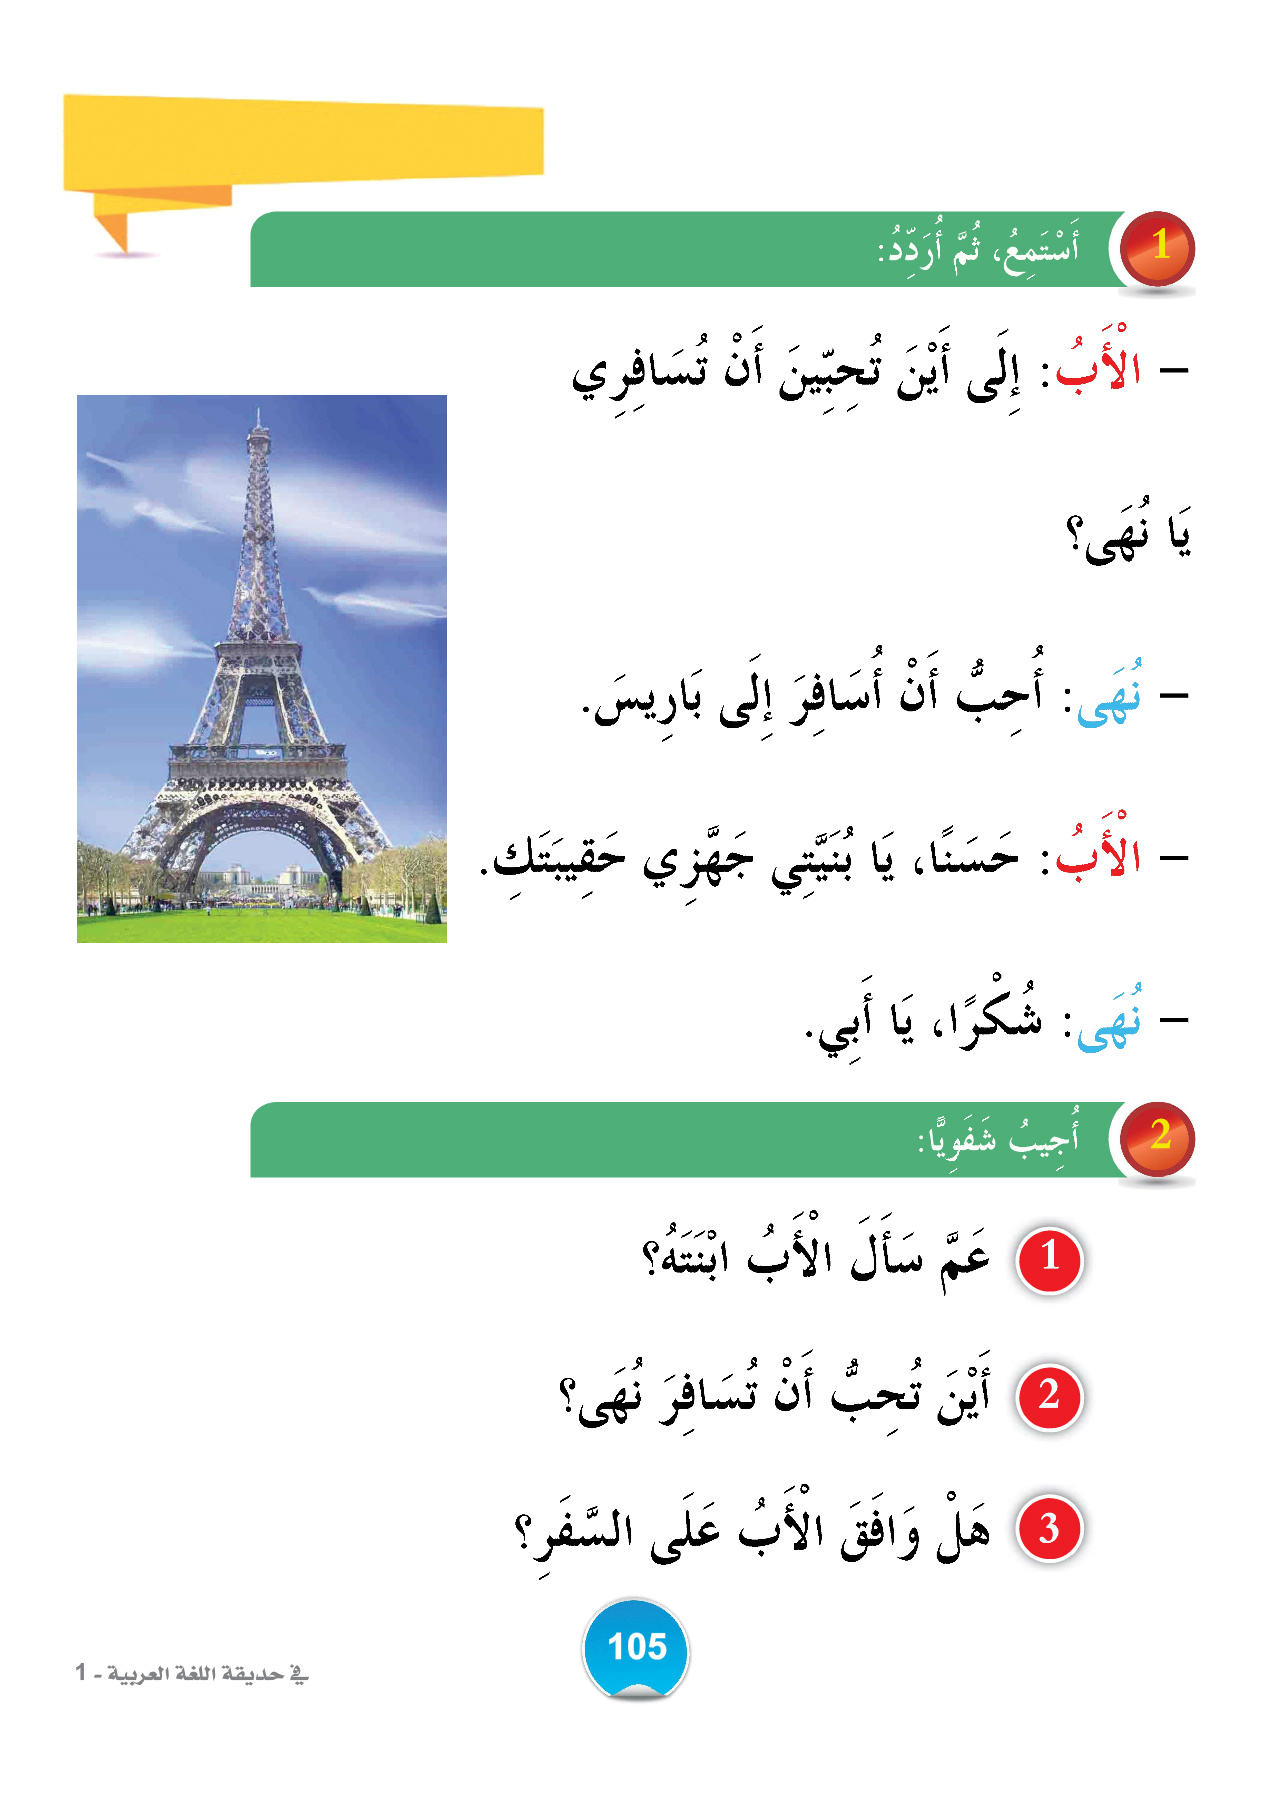 1 أَسْتَمِعُ، ثُمَّ أُرَدِّدُ:
– الْأَبُ: إِلَى أَيْنَ تُحِبِّينَ أَنْ تُسَافِرِي
يَا نُهَى؟
– نُهَى: أُحِبُّ أَنْ أُسَافِرَ إِلَى بَارِيسَ.
– الْأَبُ: حَسَنًا، يَا بُنَيَّتِي جَهَّزِي حَقِيبَتَكِ.
– نُهَى: شُكْرًا، يَا أَبِي.
2 أُجِيبُ شَفَوِيًّا:
1 عَمَّ سَأَلَ الْأَبُ ابْنَتَهُ؟
2 أَيْنَ تُحِبُّ أَنْ تُسَافِرَ نُهَى؟
3 هَلْ وَافَقَ الْأَبُ عَلَى السَّفَرِ؟
105
في حديقة اللغة العربية - 1